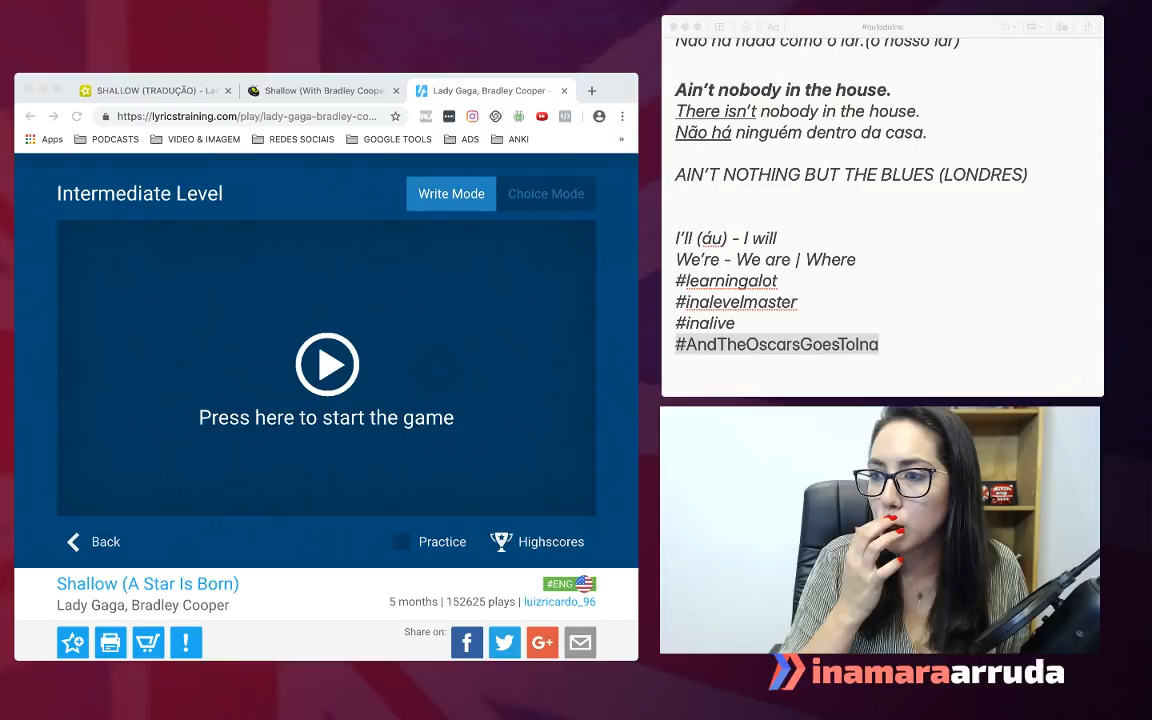 SHALLOW (TRADUÇÃO) - La
Shallow (With Bradley Coope
Lady Gaga, Bradley Cooper -
https://lyricstraining.com/play/lady-gaga-bradley-co...
Apps
PODCASTS
VIDEO & IMAGEM
REDES SOCIAIS
GOOGLE TOOLS
ADS
ANKI
»
Intermediate Level
Write Mode
Choice Mode
Press here to start the game
Back
Practice
Highscores
Shallow (A Star Is Born)
#ENG
Lady Gaga, Bradley Cooper
5 months | 152625 plays | luizricardo_96
Share on:
f
G+
!
#auladaina
Aa
Não há nada como o lar.(o nosso lar)
Ain't nobody in the house.
There isn't nobody in the house.
Não há ninguém dentro da casa.
AIN'T NOTHING BUT THE BLUES (LONDRES)
I'll (áu) - I will
We're - We are | Where
#learningalot
#inalevelmaster
#inalive
#AndTheOscarsGoesToIna
inamaraarruda